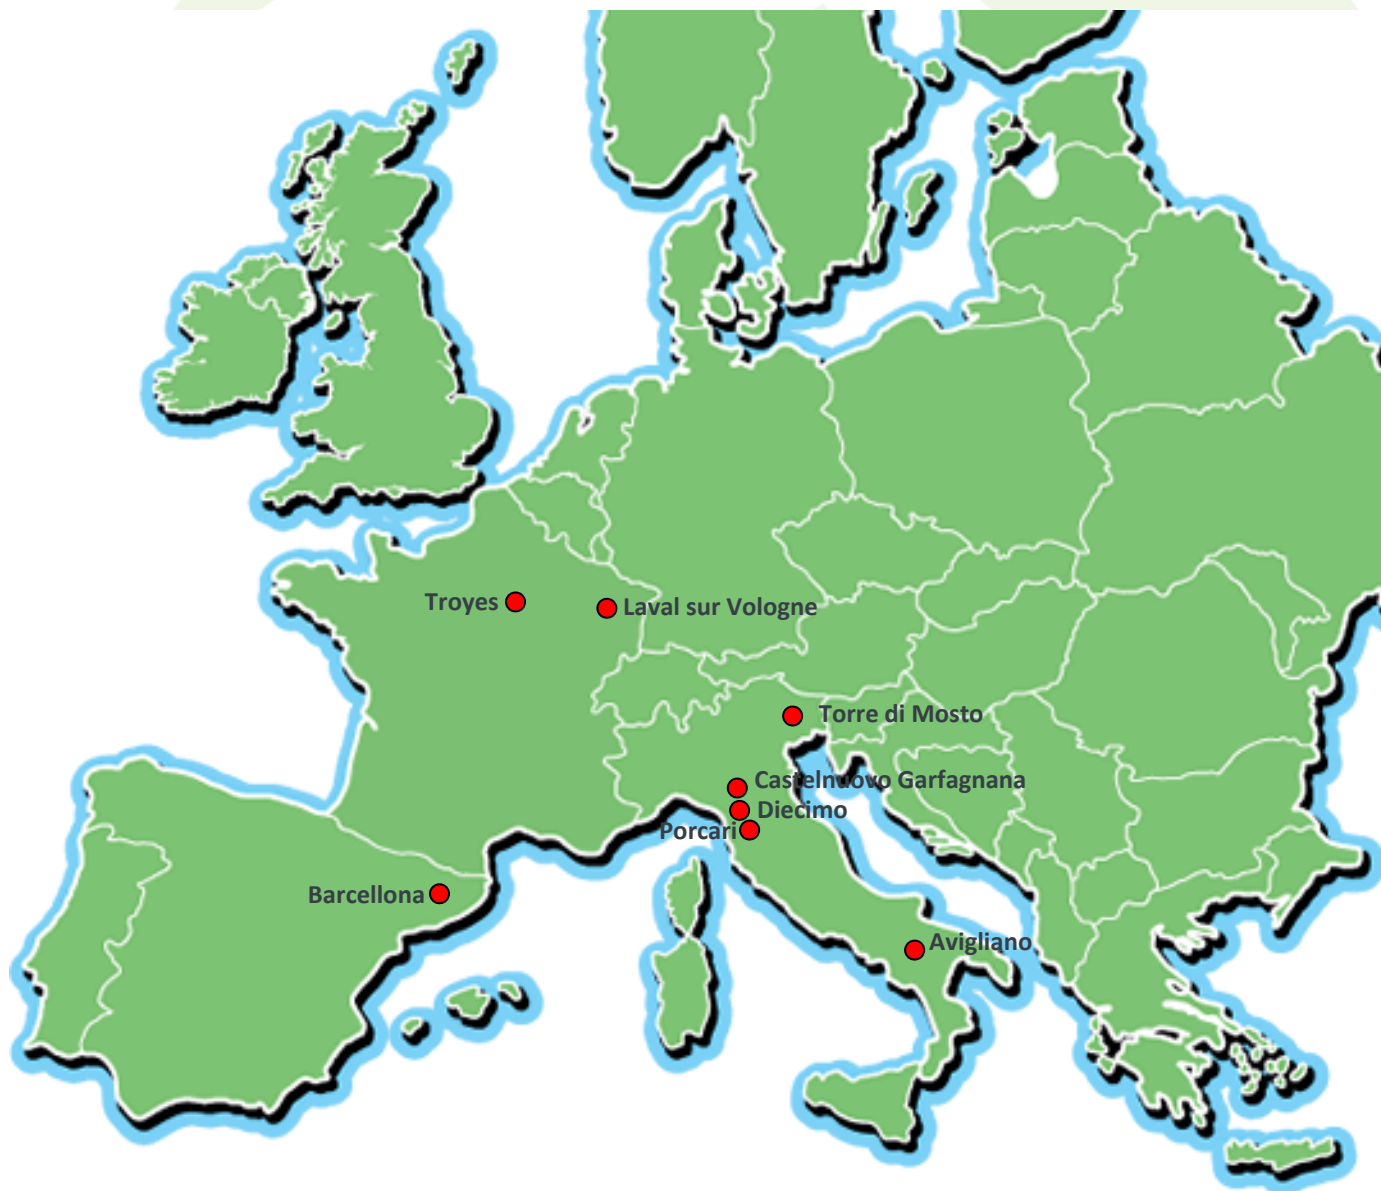 Troyes
Laval sur Vologne
Torre di Mosto
Castelnuovo Garfagnana
Diecimo
Porcari
Barcellona
Avigliano